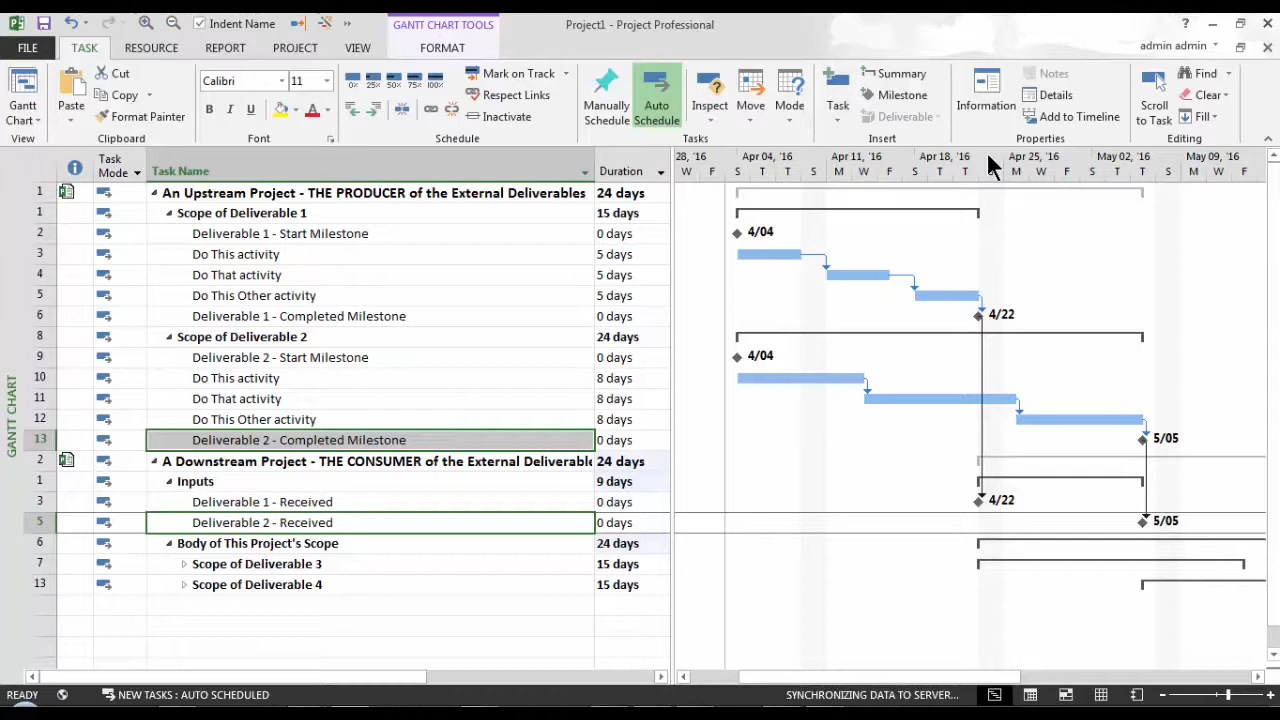 Indent Name
GANTT CHART TOOLS
Project1 - Project Professional
?
FILE
TASK
RESOURCE
REPORT
PROJECT
VIEW
FORMAT
admin admin
Gantt
Chart
View
Paste
Cut
Copy
Format Painter
Clipboard
Calibri
11
B I U
A
Font
0% 25% 50% 75% 100%
Mark on Track
Respect Links
Inactivate
Schedule
Manually
Schedule
Auto
Schedule
Inspect
Move
Mode
Tasks
Task
Summary
Milestone
Deliverable
Insert
Information
Notes
Details
Add to Timeline
Properties
Scroll
to Task
Find
Clear
Fill
Editing
Task
Mode
Task Name
Duration
28, '16
Apr 04, '16
Apr 11, '16
Apr 18, '16
Apr 25, '16
May 02, '16
May 09, '16
W F S T T S M W F S T T S M W F S T T S M W F
1 An Upstream Project - THE PRODUCER of the External Deliverables 24 days
1 Scope of Deliverable 1 15 days
2 Deliverable 1 - Start Milestone 0 days 4/04
3 Do This activity 5 days
4 Do That activity 5 days
5 Do This Other activity 5 days
6 Deliverable 1 - Completed Milestone 0 days 4/22
8 Scope of Deliverable 2 24 days
9 Deliverable 2 - Start Milestone 0 days 4/04
10 Do This activity 8 days
11 Do That activity 8 days
12 Do This Other activity 8 days
13 Deliverable 2 - Completed Milestone 0 days 5/05
2 A Downstream Project - THE CONSUMER of the External Deliverable 24 days
1 Inputs 9 days
3 Deliverable 1 - Received 0 days 4/22
5 Deliverable 2 - Received 0 days 5/05
6 Body of This Project's Scope 24 days
7 Scope of Deliverable 3 15 days
13 Scope of Deliverable 4 15 days
GANTT CHART
READY
NEW TASKS : AUTO SCHEDULED
SYNCHRONIZING DATA TO SERVER...